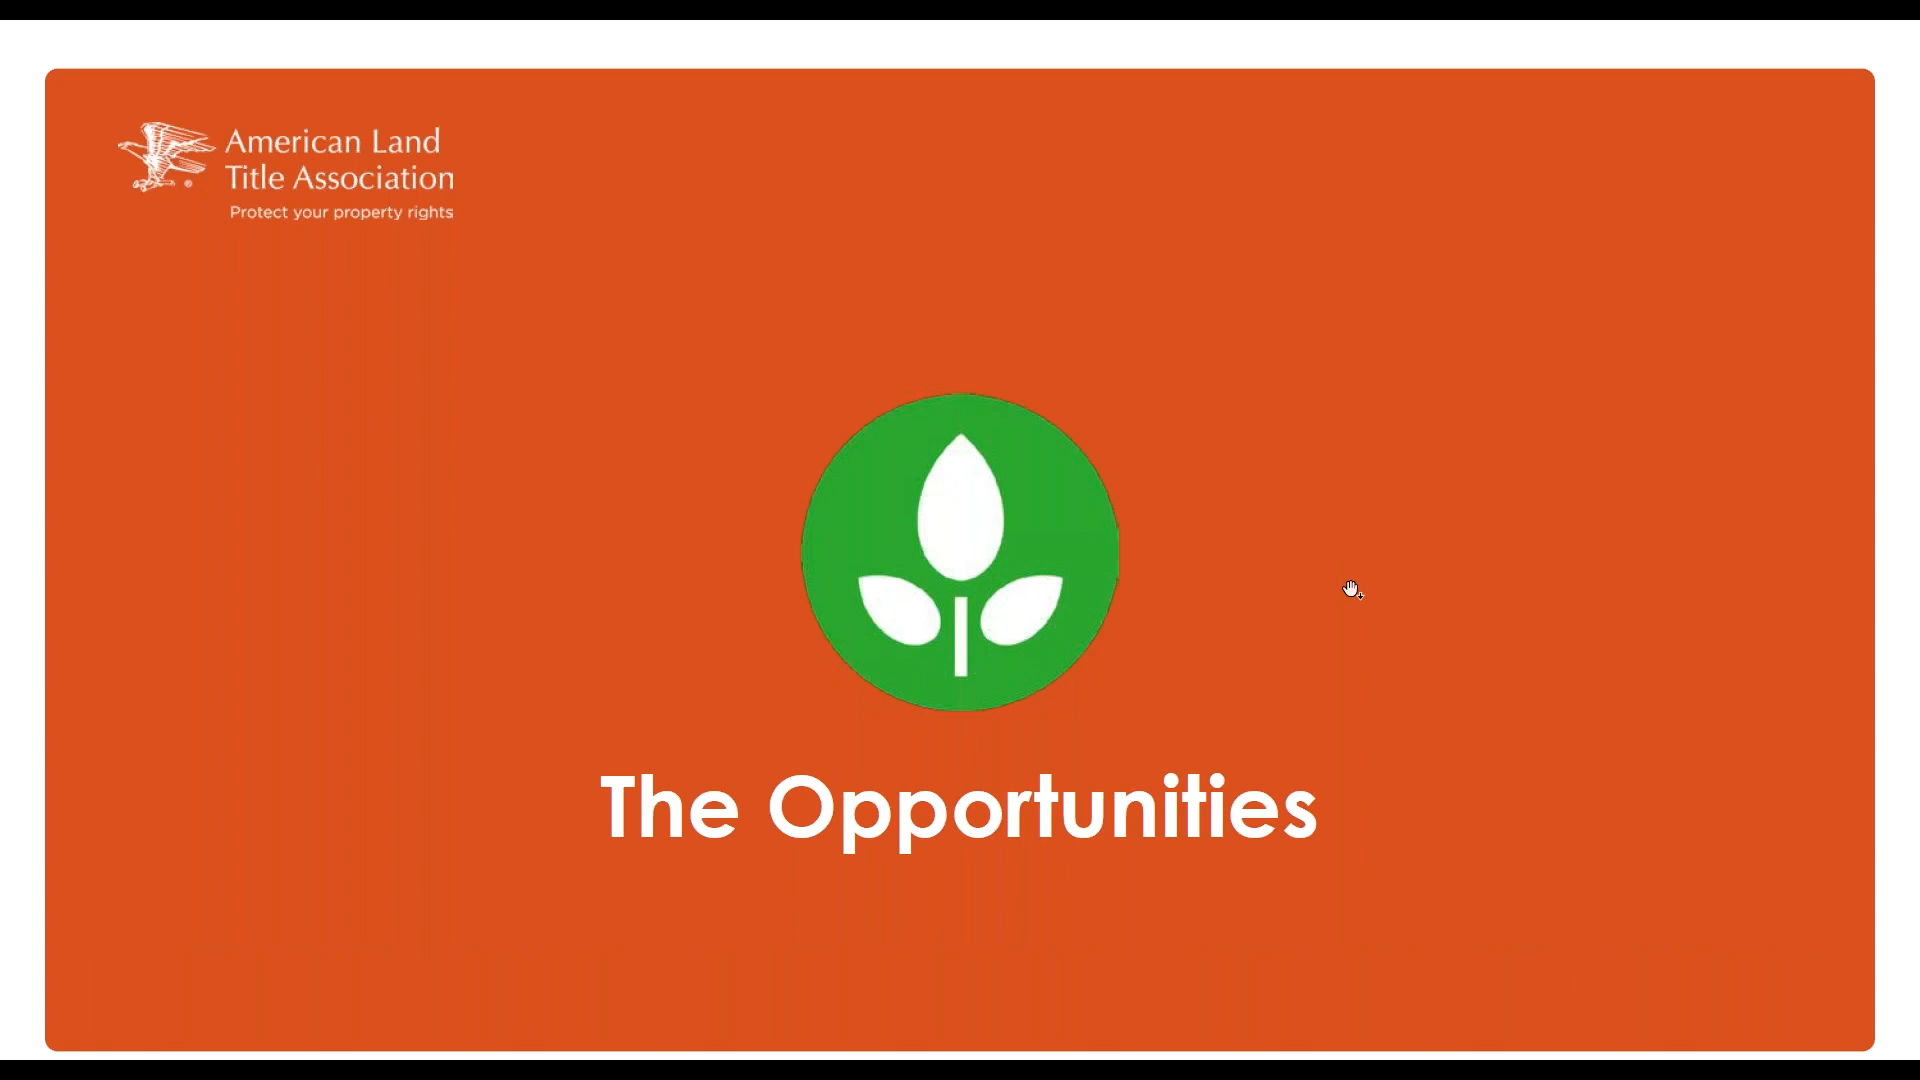 American Land
Title Association
®
Protect your property rights
The Opportunities